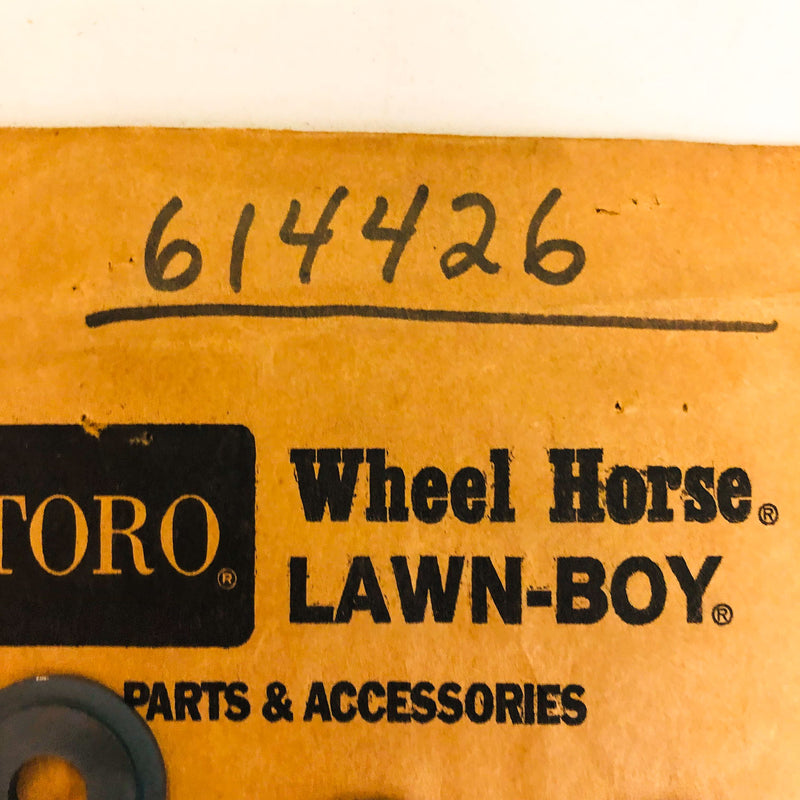 614426
TORO®
Wheel Horse®
LAWN-BOY®
PARTS & ACCESSORIES